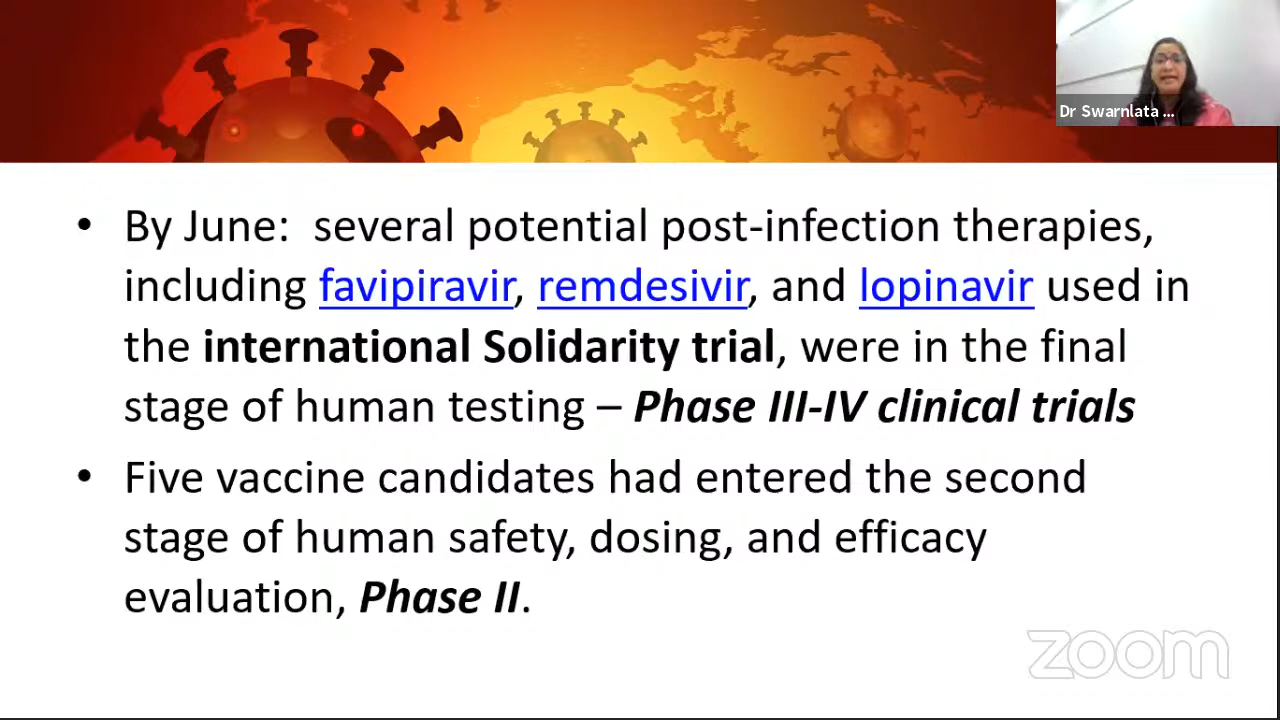 Dr Swarnlata ...
• By June:  several potential post-infection therapies,
including favipiravir, remdesivir, and lopinavir used in
the international Solidarity trial, were in the final
stage of human testing – Phase III-IV clinical trials
• Five vaccine candidates had entered the second
stage of human safety, dosing, and efficacy
evaluation, Phase II.
zoom